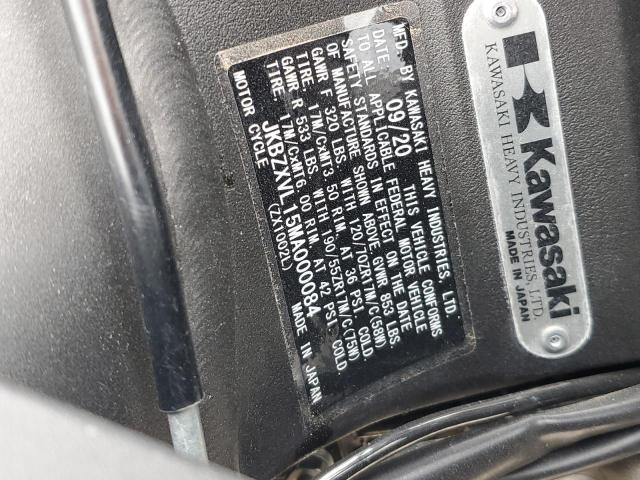 MFD. BY KAWASAKI HEAVY INDUSTRIES, LTD.
DATE 09/20 THIS VEHICLE CONFORMS
TO ALL APPLICABLE FEDERAL MOTOR VEHICLE
SAFETY STANDARDS IN EFFECT ON THE DATE
OF MANUFACTURE SHOWN ABOVE. GVWR 853 LBS
GAWR F 320 LBS. WITH 120/70ZR17M/C(58W)
TIRE. 17M/CxMT3.50 RIM. AT 36 PSI. COLD.
GAWR R 533 LBS WITH 190/55ZR17M/C(75W)
TIRE. 17M/CxMT6.00 RIM. AT 42 PSI. COLD.
JKBZXVL15MA000084
MOTOR CYCLE (ZX1002L) MADE IN JAPAN
Kawasaki
KAWASAKI HEAVY INDUSTRIES, LTD.
MADE IN JAPAN